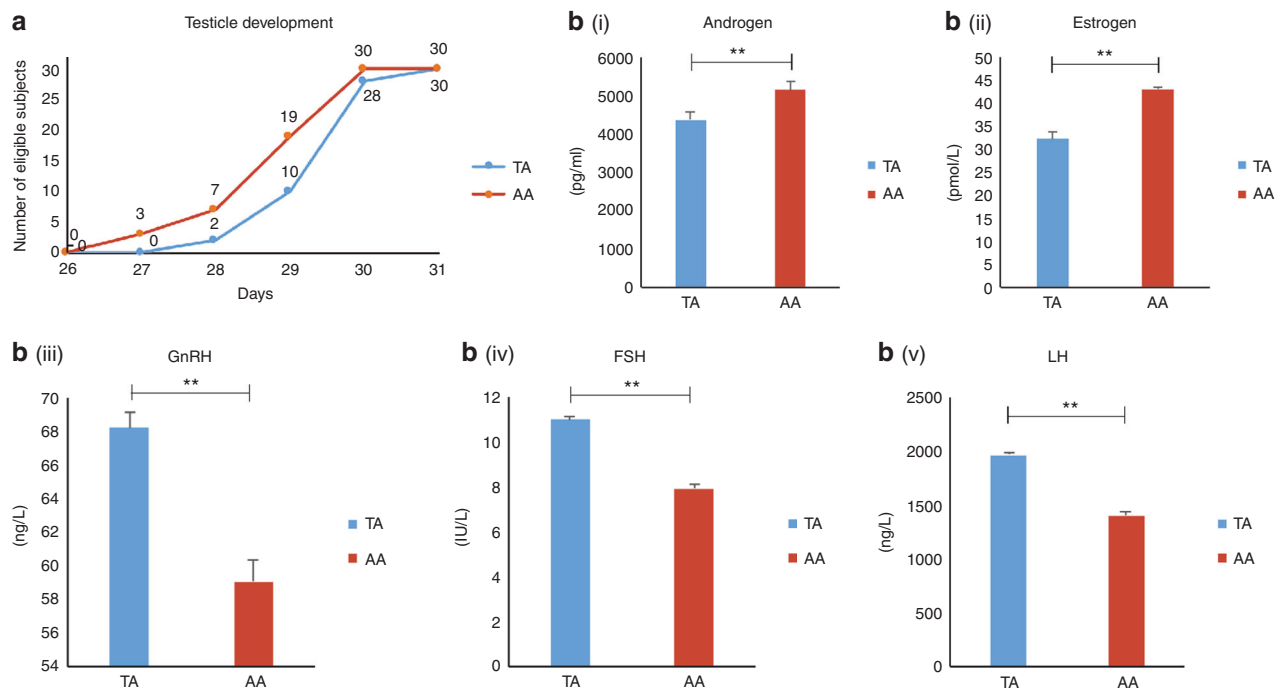 a
Testicle development
Number of eligible subjects
30
25
20
15
10
5
0
0
0
3
0
7
2
19
10
30
28
30
30
26
27
28
29
30
31
Days
TA
AA
b (i)
Androgen
**
(pg/ml)
6000
5000
4000
3000
2000
1000
0
TA
AA
TA
AA
b (ii)
Estrogen
**
(pmol/L)
50
45
40
35
30
25
20
15
10
5
0
TA
AA
TA
AA
b (iii)
GnRH
**
(ng/L)
70
68
66
64
62
60
58
56
54
TA
AA
TA
AA
b (iv)
FSH
**
(IU/L)
12
10
8
6
4
2
0
TA
AA
TA
AA
b (v)
LH
**
(ng/L)
2500
2000
1500
1000
500
0
TA
AA
TA
AA